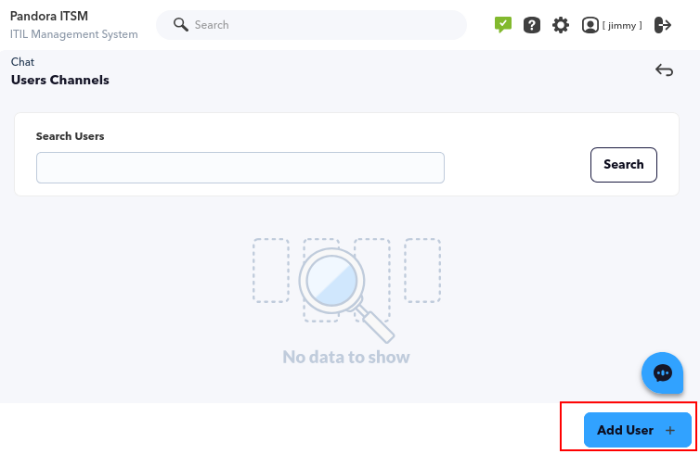 Pandora ITSM
ITIL Management System
Search
[ jimmy ]
Chat
Users Channels
Search Users
Search
No data to show
Add User +